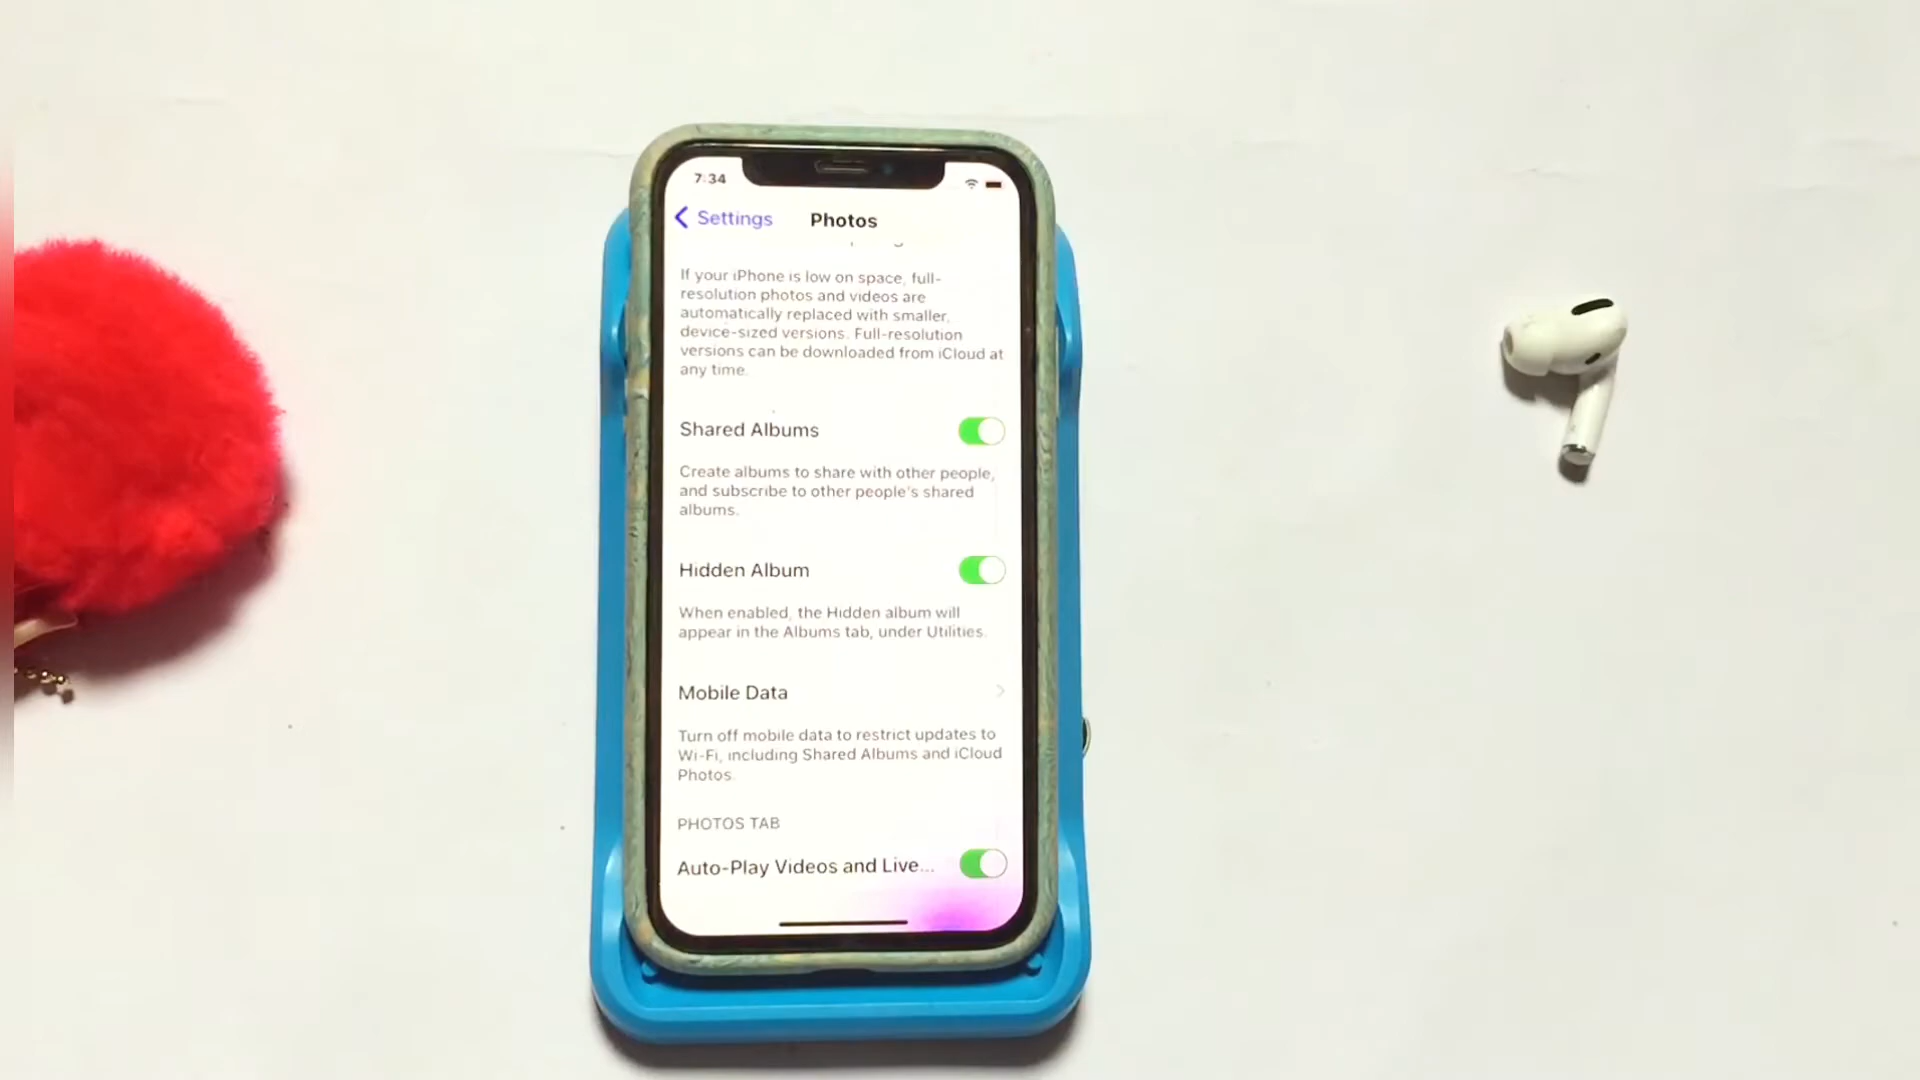 7:34
Settings
Photos
If your iPhone is low on space, full-
resolution photos and videos are
automatically replaced with smaller,
device-sized versions. Full-resolution
versions can be downloaded from iCloud at
any time.
Shared Albums
Create albums to share with other people,
and subscribe to other people's shared
albums.
Hidden Album
When enabled, the Hidden album will
appear in the Albums tab, under Utilities.
Mobile Data
Turn off mobile data to restrict updates to
Wi-Fi, including Shared Albums and iCloud
Photos.
PHOTOS TAB
Auto-Play Videos and Live...